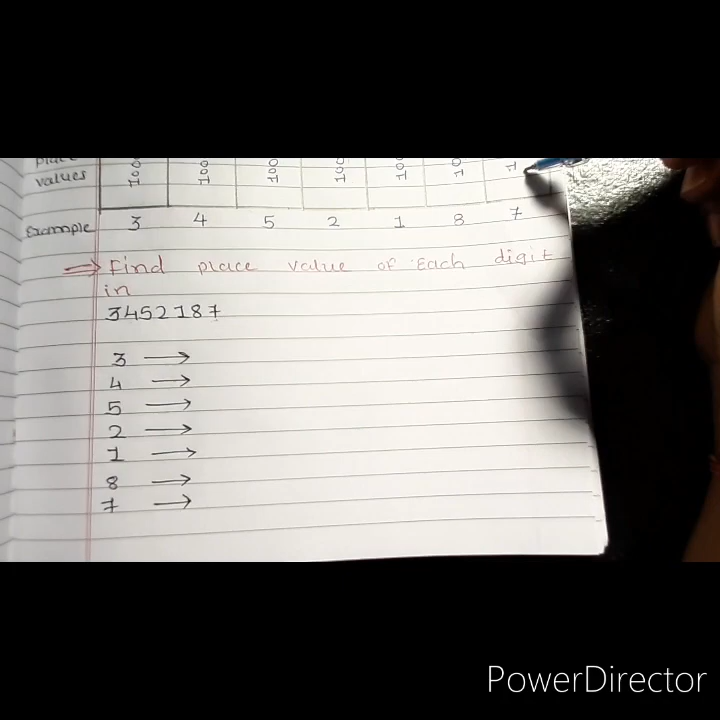 values
Example 3 4 5 2 1 8 7
⇒ Find place value of Each digit
in
3452187
3 →
4 →
5 →
2 →
1 →
8 →
7 →
PowerDirector